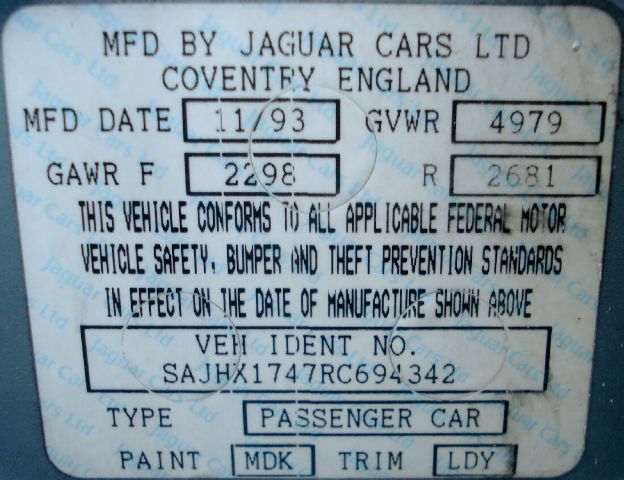 MFD BY JAGUAR CARS LTD
COVENTRY ENGLAND
MFD DATE 11/93 GVWR 4979
GAWR F 2298 R 2681
THIS VEHICLE CONFORMS TO ALL APPLICABLE FEDERAL MOTOR
VEHICLE SAFETY, BUMPER AND THEFT PREVENTION STANDARDS
IN EFFECT ON THE DATE OF MANUFACTURE SHOWN ABOVE
VEH IDENT NO.
SAJHX1747RC694342
TYPE PASSENGER CAR
PAINT MDK TRIM LDY